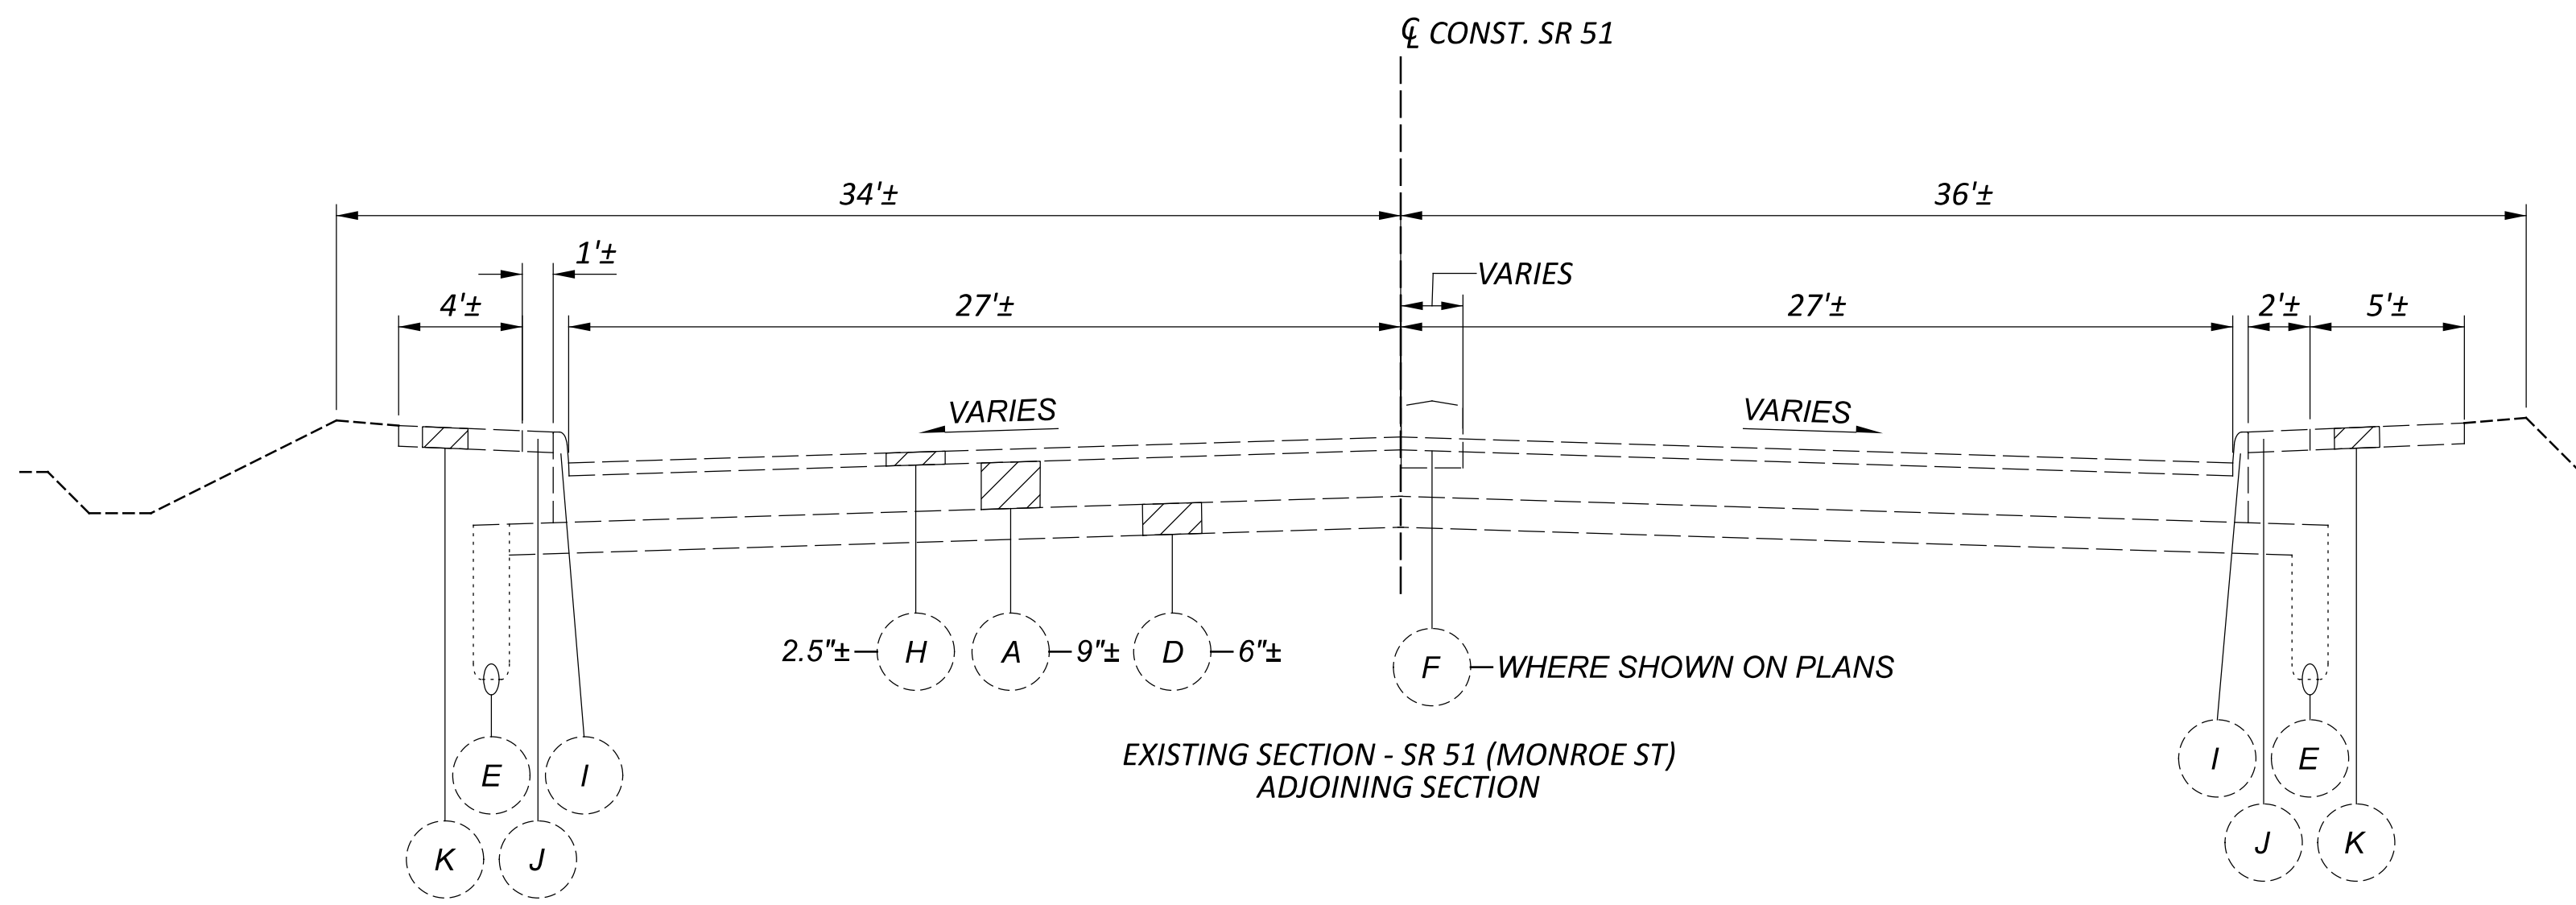 ℄ CONST. SR 51
34'± 36'±
1'± VARIES
4'± 27'± 27'± 2'± 5'±
VARIES VARIES
2.5"± H A 9"± D 6"± F WHERE SHOWN ON PLANS
EXISTING SECTION - SR 51 (MONROE ST)
ADJOINING SECTION
E I I E
K J J K